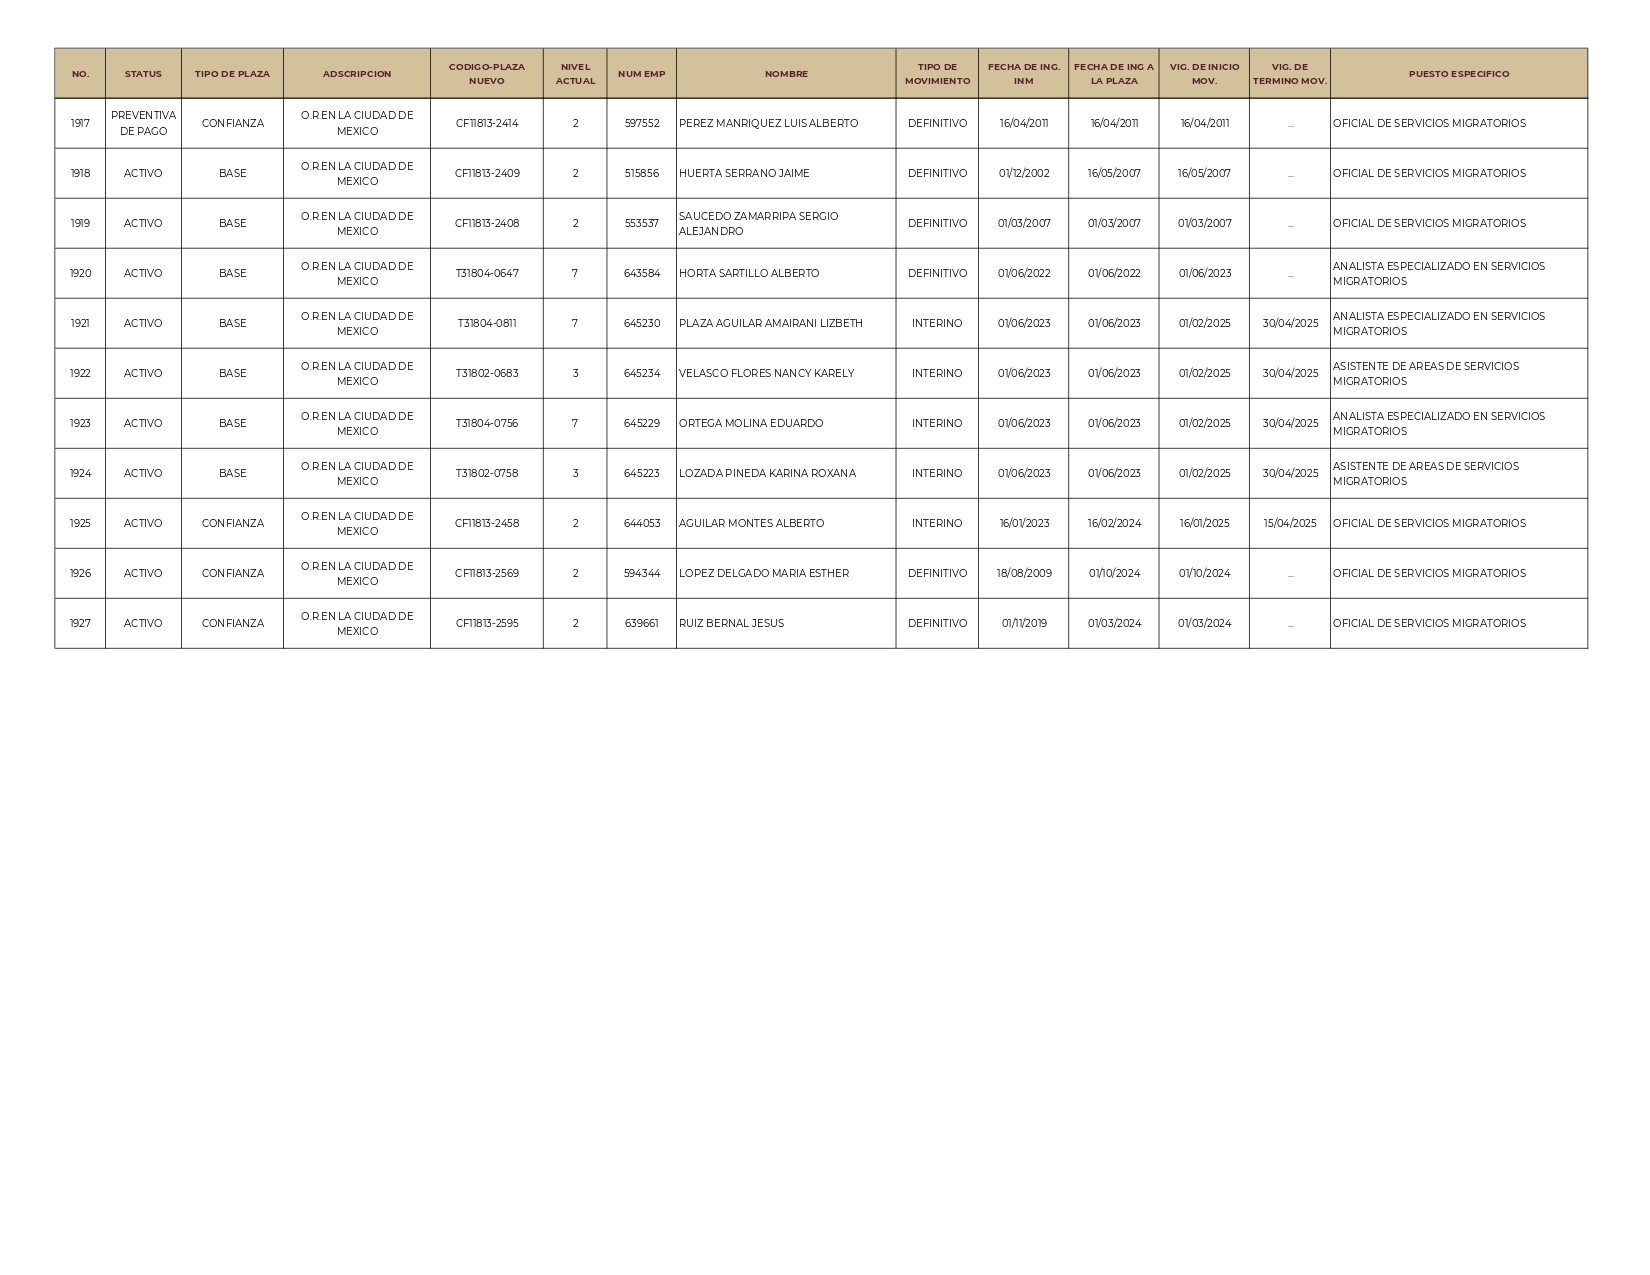 NO. STATUS TIPO DE PLAZA ADSCRIPCION CODIGO-PLAZA NUEVO NIVEL ACTUAL NUM EMP NOMBRE TIPO DE MOVIMIENTO FECHA DE ING. INM FECHA DE ING A LA PLAZA VIG. DE INICIO MOV. VIG. DE TERMINO MOV. PUESTO ESPECIFICO
1917 PREVENTIVA DE PAGO CONFIANZA O.R.EN LA CIUDAD DE MEXICO CF11813-2414 2 597552 PEREZ MANRIQUEZ LUIS ALBERTO DEFINITIVO 16/04/2011 16/04/2011 16/04/2011 ... OFICIAL DE SERVICIOS MIGRATORIOS
1918 ACTIVO BASE O.R.EN LA CIUDAD DE MEXICO CF11813-2409 2 515856 HUERTA SERRANO JAIME DEFINITIVO 01/12/2002 16/05/2007 16/05/2007 ... OFICIAL DE SERVICIOS MIGRATORIOS
1919 ACTIVO BASE O.R.EN LA CIUDAD DE MEXICO CF11813-2408 2 553537 SAUCEDO ZAMARRIPA SERGIO ALEJANDRO DEFINITIVO 01/03/2007 01/03/2007 01/03/2007 ... OFICIAL DE SERVICIOS MIGRATORIOS
1920 ACTIVO BASE O.R.EN LA CIUDAD DE MEXICO T31804-0647 7 643584 HORTA SARTILLO ALBERTO DEFINITIVO 01/06/2022 01/06/2022 01/06/2023 ... ANALISTA ESPECIALIZADO EN SERVICIOS MIGRATORIOS
1921 ACTIVO BASE O.R.EN LA CIUDAD DE MEXICO T31804-0811 7 645230 PLAZA AGUILAR AMAIRANI LIZBETH INTERINO 01/06/2023 01/06/2023 01/02/2025 30/04/2025 ANALISTA ESPECIALIZADO EN SERVICIOS MIGRATORIOS
1922 ACTIVO BASE O.R.EN LA CIUDAD DE MEXICO T31802-0683 3 645234 VELASCO FLORES NANCY KARELY INTERINO 01/06/2023 01/06/2023 01/02/2025 30/04/2025 ASISTENTE DE AREAS DE SERVICIOS MIGRATORIOS
1923 ACTIVO BASE O.R.EN LA CIUDAD DE MEXICO T31804-0756 7 645229 ORTEGA MOLINA EDUARDO INTERINO 01/06/2023 01/06/2023 01/02/2025 30/04/2025 ANALISTA ESPECIALIZADO EN SERVICIOS MIGRATORIOS
1924 ACTIVO BASE O.R.EN LA CIUDAD DE MEXICO T31802-0758 3 645223 LOZADA PINEDA KARINA ROXANA INTERINO 01/06/2023 01/06/2023 01/02/2025 30/04/2025 ASISTENTE DE AREAS DE SERVICIOS MIGRATORIOS
1925 ACTIVO CONFIANZA O.R.EN LA CIUDAD DE MEXICO CF11813-2458 2 644053 AGUILAR MONTES ALBERTO INTERINO 16/01/2023 16/02/2024 16/01/2025 15/04/2025 OFICIAL DE SERVICIOS MIGRATORIOS
1926 ACTIVO CONFIANZA O.R.EN LA CIUDAD DE MEXICO CF11813-2569 2 594344 LOPEZ DELGADO MARIA ESTHER DEFINITIVO 18/08/2009 01/10/2024 01/10/2024 ... OFICIAL DE SERVICIOS MIGRATORIOS
1927 ACTIVO CONFIANZA O.R.EN LA CIUDAD DE MEXICO CF11813-2595 2 639661 RUIZ BERNAL JESUS DEFINITIVO 01/11/2019 01/03/2024 01/03/2024 ... OFICIAL DE SERVICIOS MIGRATORIOS